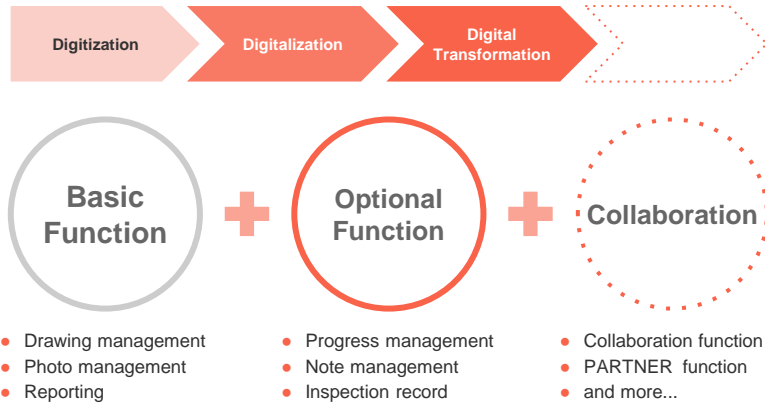 Digitization
Digitalization
Digital
Transformation
Basic
Function
Optional
Function
Collaboration
Drawing management
Photo management
Reporting
Progress management
Note management
Inspection record
Collaboration function
PARTNER function
and more...